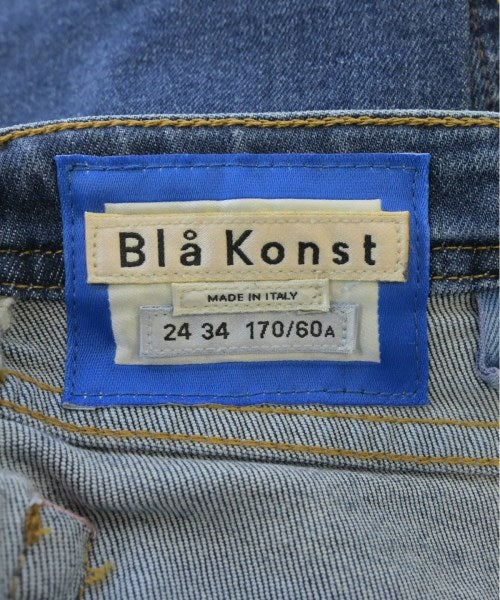 Blå Konst
MADE IN ITALY
24 34 170/60A